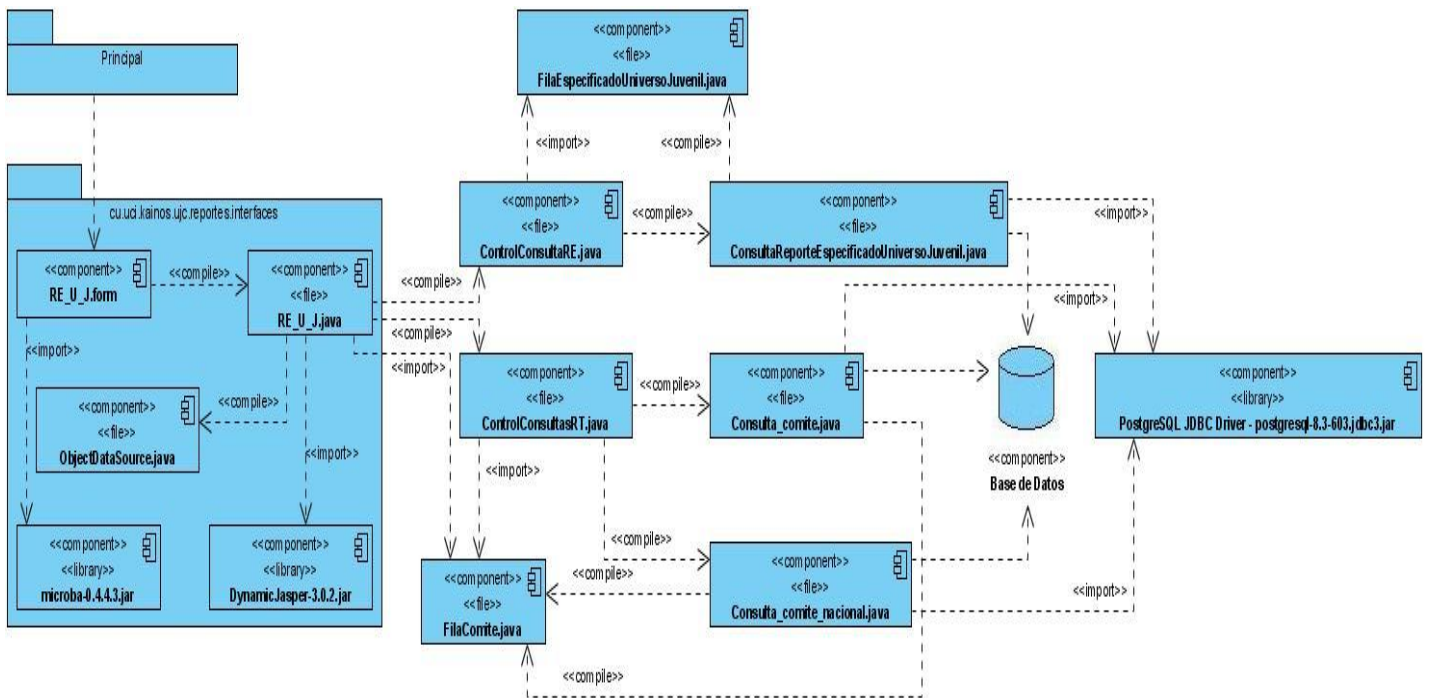 Principal
<<component>>
<<file>>
FilaEspecificadoUniversoJuvenil.java
<<import>>
<<compile>>
cu.uci.kainos.ujc.reportes.interfaces
<<component>>
RE_U_J.form
<<compile>>
<<component>>
<<file>>
RE_U_J.java
<<import>>
<<compile>>
<<component>>
<<file>>
ObjectDataSource.java
<<import>>
<<component>>
<<library>>
microba-0.4.4.3.jar
<<component>>
<<library>>
DynamicJasper-3.0.2.jar
<<compile>>
<<compile>>
<<import>>
<<component>>
<<file>>
ControlConsultaRE.java
<<compile>>
<<component>>
<<file>>
ConsultaReporteEspecificadoUniversoJuvenil.java
<<import>>
<<import>>
<<component>>
<<file>>
ControlConsultasRT.java
<<compile>>
<<component>>
<<file>>
Consulta_comite.java
<<component>>
Base de Datos
<<component>>
<<library>>
PostgreSQL JDBC Driver - postgresql-8.3-603.jdbc3.jar
<<import>>
<<compile>>
<<compile>>
<<component>>
<<file>>
FilaComite.java
<<component>>
<<file>>
Consulta_comite_nacional.java
<<import>>
<<compile>>